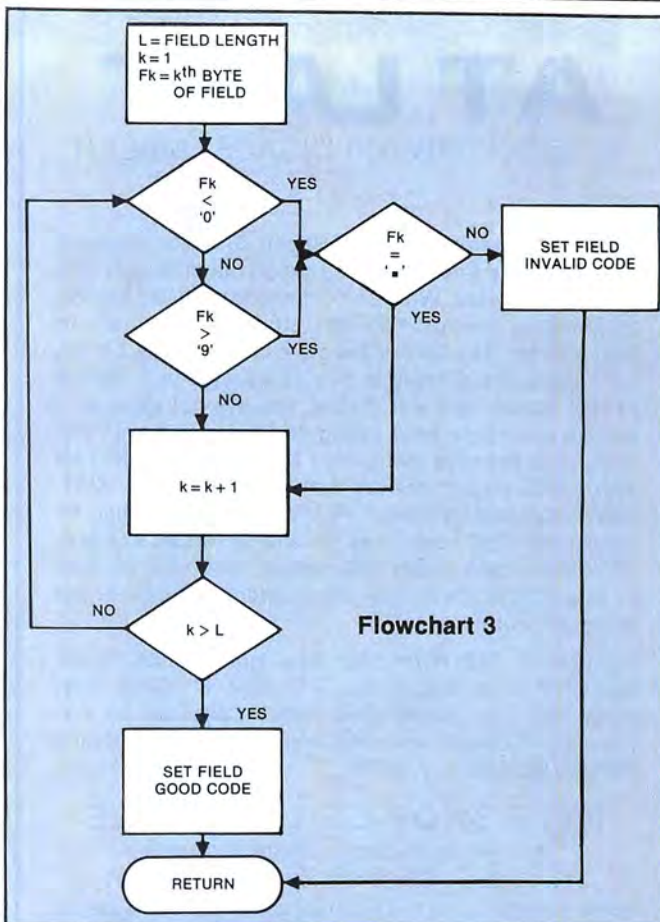 L = FIELD LENGTH
k = 1
Fk = kth BYTE
OF FIELD
Fk
<
'0'
YES
NO
Fk
=
'■'
NO
YES
SET FIELD
INVALID CODE
Fk
>
'9'
YES
NO
k = k + 1
NO
k > L
YES
Flowchart 3
SET FIELD
GOOD CODE
RETURN